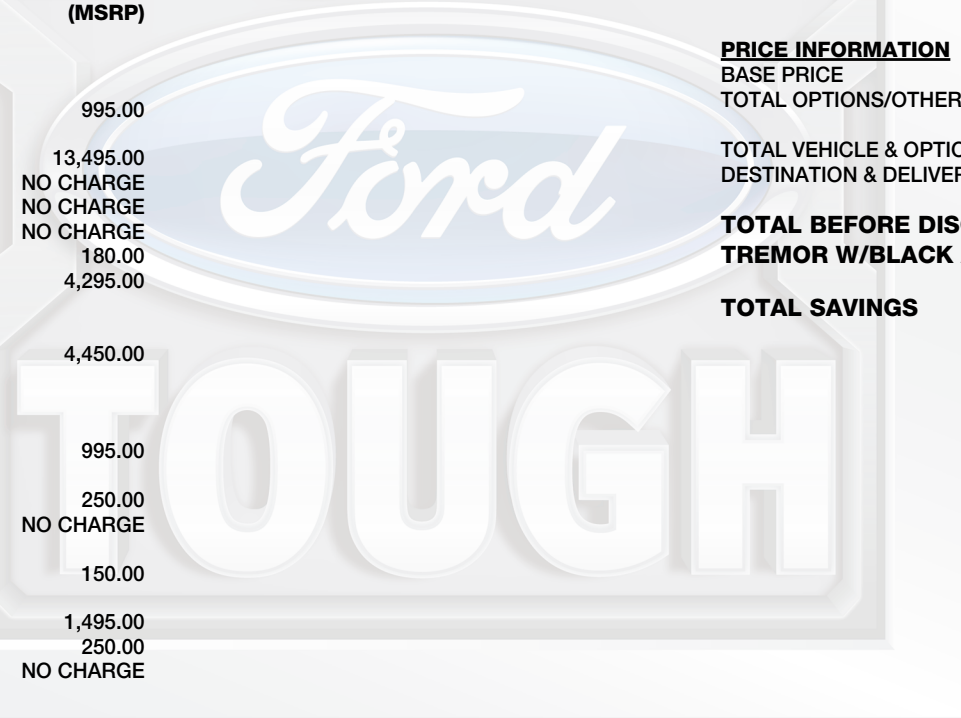 (MSRP)
995.00
13,495.00
NO CHARGE
NO CHARGE
NO CHARGE
180.00
4,295.00
4,450.00
995.00
250.00
NO CHARGE
150.00
1,495.00
250.00
NO CHARGE
PRICE INFORMATION
BASE PRICE
TOTAL OPTIONS/OTHER
TOTAL VEHICLE & OPTIO
DESTINATION & DELIVER
TOTAL BEFORE DIS
TREMOR W/BLACK
TOTAL SAVINGS
Ford
TOUGH